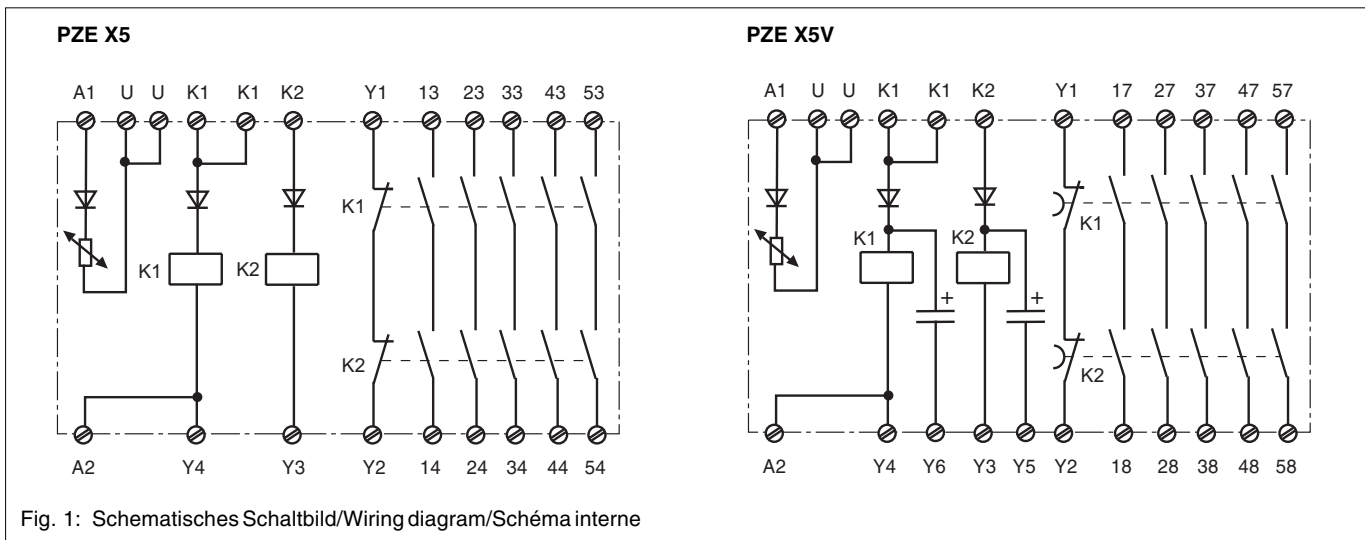 PZE X5
PZE X5V
A1 U U K1 K1 K2 Y1 13 23 33 43 53
K1
K1 K2
K2
A2 Y4 Y3 Y2 14 24 34 44 54
A1 U U K1 K1 K2 Y1 17 27 37 47 57
K1
K1 K2
+ +
K2
A2 Y4 Y6 Y3 Y5 Y2 18 28 38 48 58
Fig. 1: Schematisches Schaltbild/Wiring diagram/Schéma interne